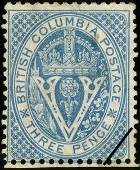 BRITISH COLUMBIA POSTAGE
V
THREE PENCE